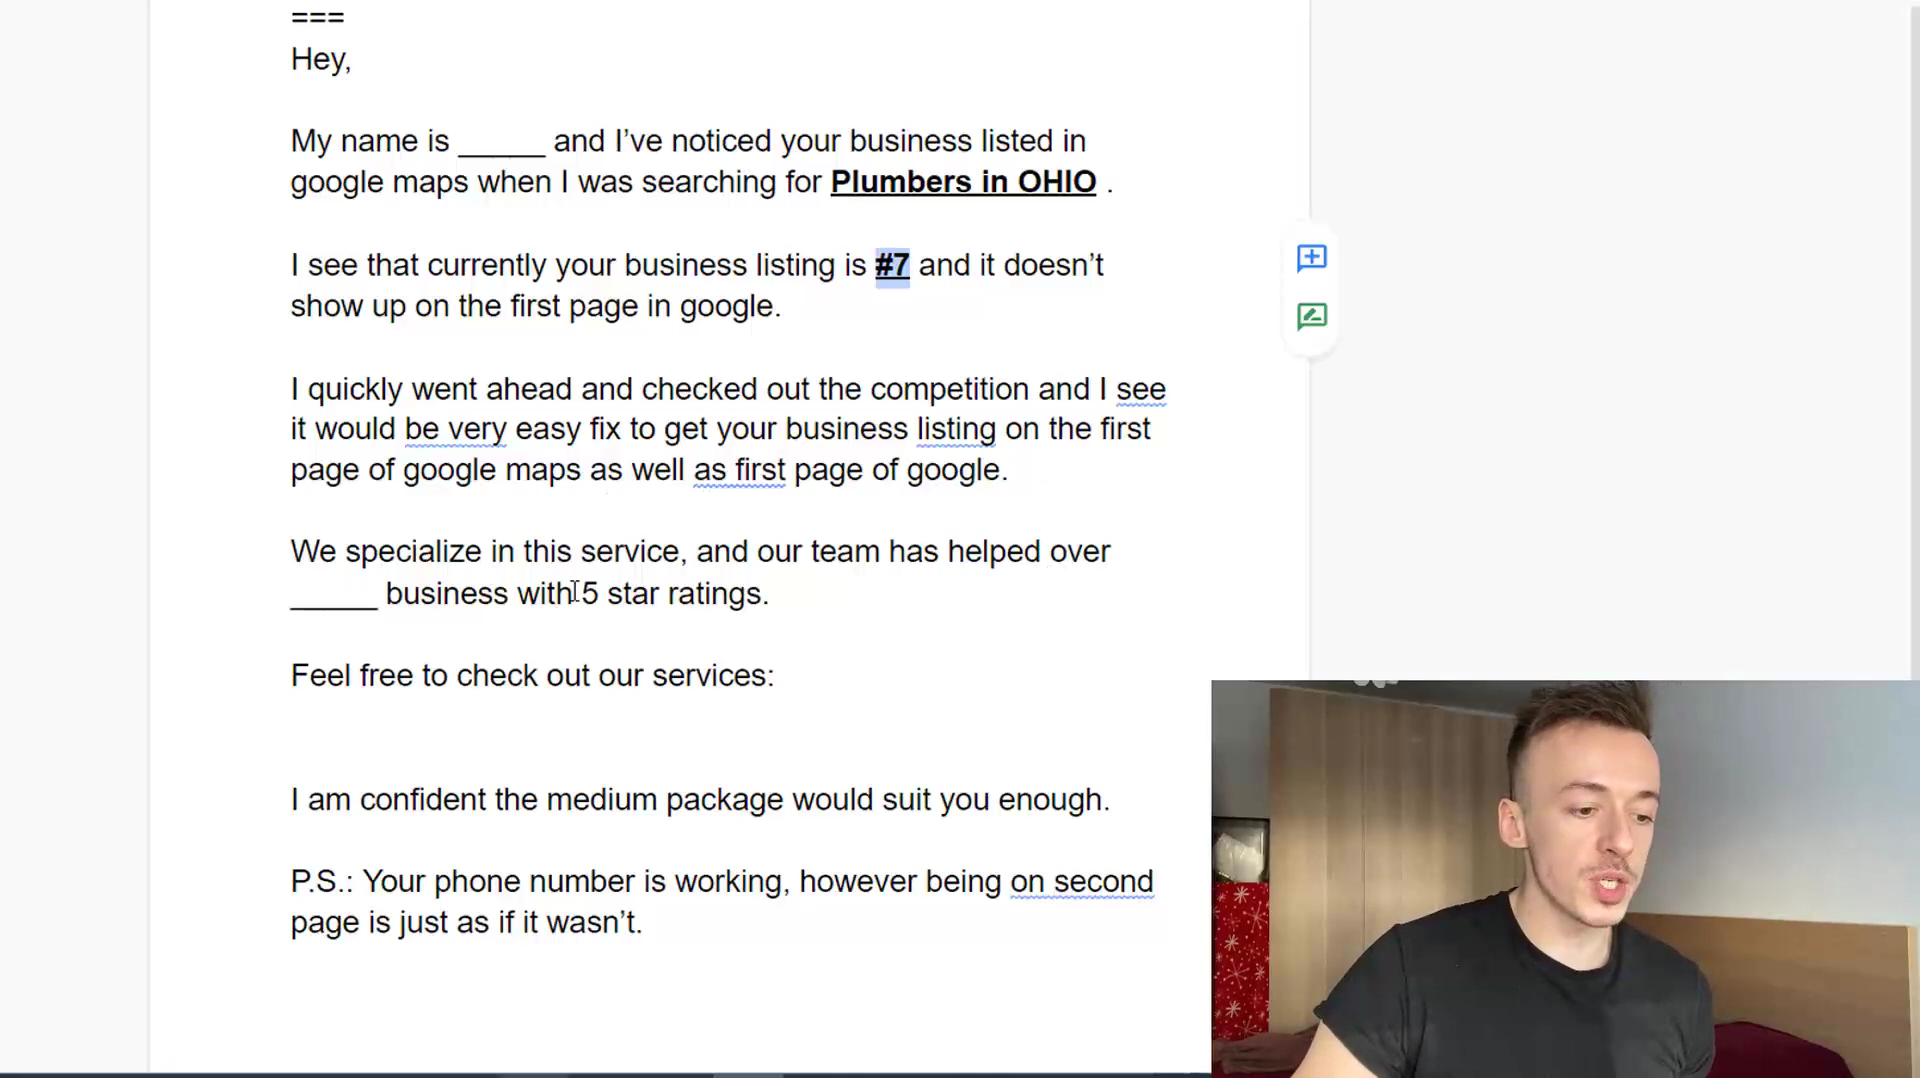 ===
Hey,
My name is _____ and I’ve noticed your business listed in
google maps when I was searching for Plumbers in OHIO .
I see that currently your business listing is #7 and it doesn’t
show up on the first page in google.
I quickly went ahead and checked out the competition and I see
it would be very easy fix to get your business listing on the first
page of google maps as well as first page of google.
We specialize in this service, and our team has helped over
_____ business with 5 star ratings.
Feel free to check out our services:
I am confident the medium package would suit you enough.
P.S.: Your phone number is working, however being on second
page is just as if it wasn’t.